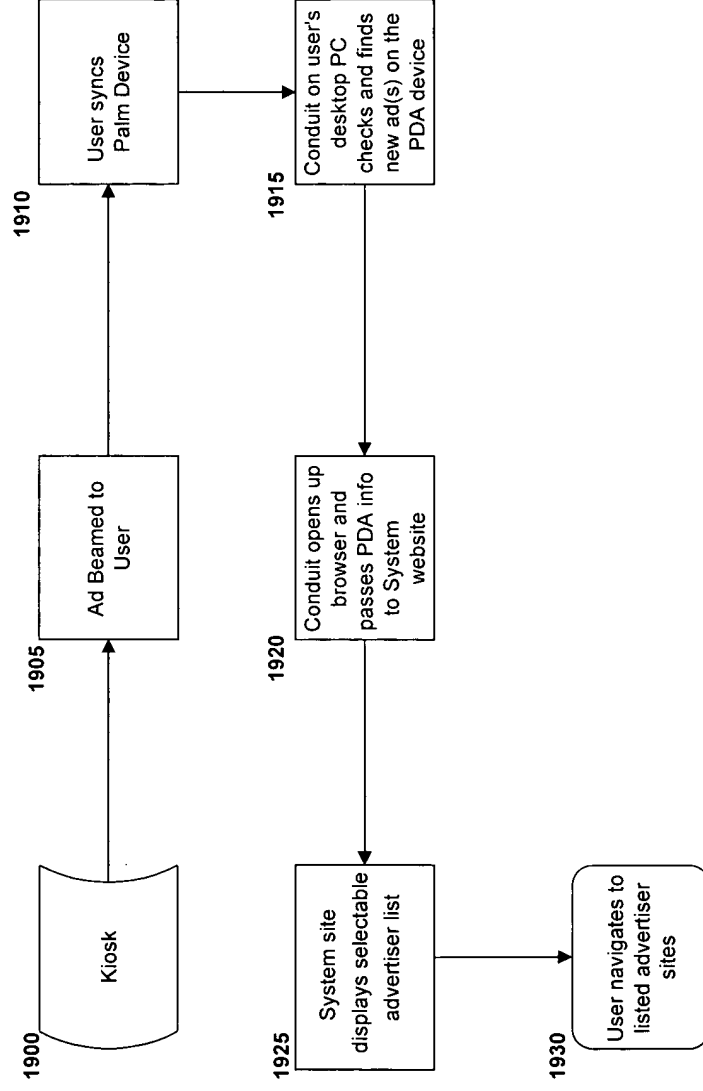 1900
Kiosk
1905
Ad Beamed to
User
1910
User syncs
Palm Device
1915
Conduit on user's
desktop PC
checks and finds
new ad(s) on the
PDA device
1920
Conduit opens up
browser and
passes PDA info
to System
website
1925
System site
displays selectable
advertiser list
1930
User navigates to
listed advertiser
sites